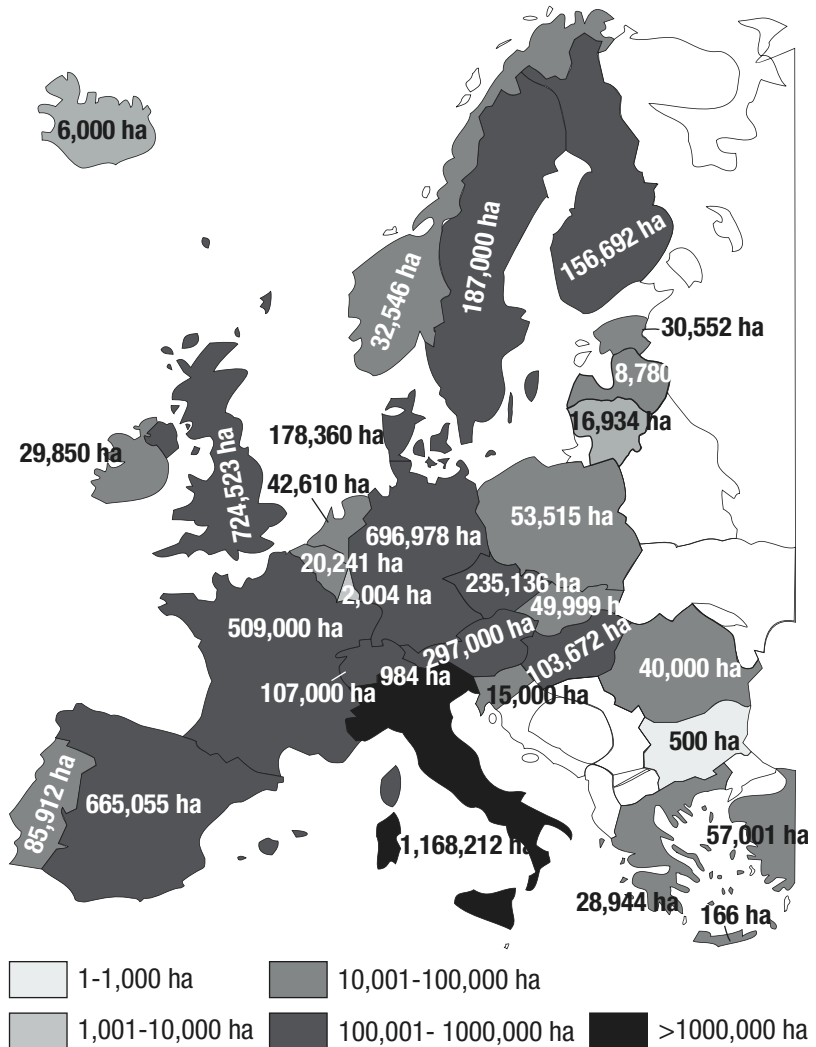 6,000 ha
187,000 ha
156,692 ha
32,546 ha
30,552 ha
8,780
16,934 ha
29,850 ha
178,360 ha
724,523 ha
42,610 ha
53,515 ha
696,978 ha
20,241 ha
235,136 ha
2,004 ha
49,999 h
509,000 ha
297,000 ha
103,672 ha
984 ha
40,000 ha
107,000 ha
15,000 ha
500 ha
85,912 ha
665,055 ha
1,168,212 ha
57,001 ha
28,944 ha
166 ha
1-1,000 ha
10,001-100,000 ha
1,001-10,000 ha
100,001- 1000,000 ha
>1000,000 ha